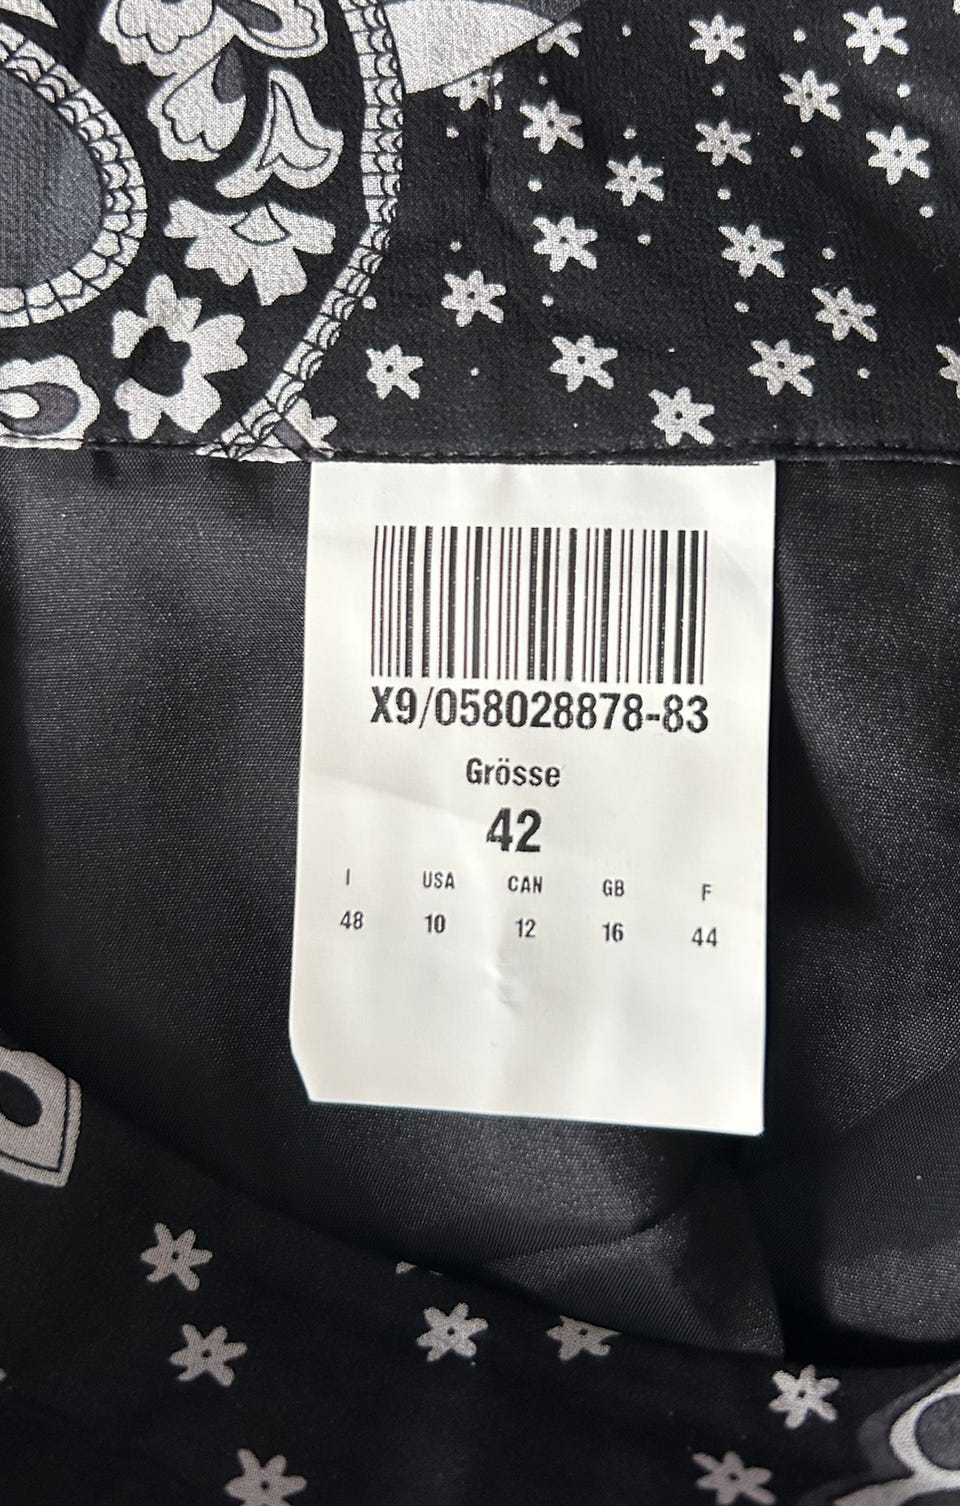 X9/058028878-83
Grösse
42
I USA CAN GB F
48 10 12 16 44